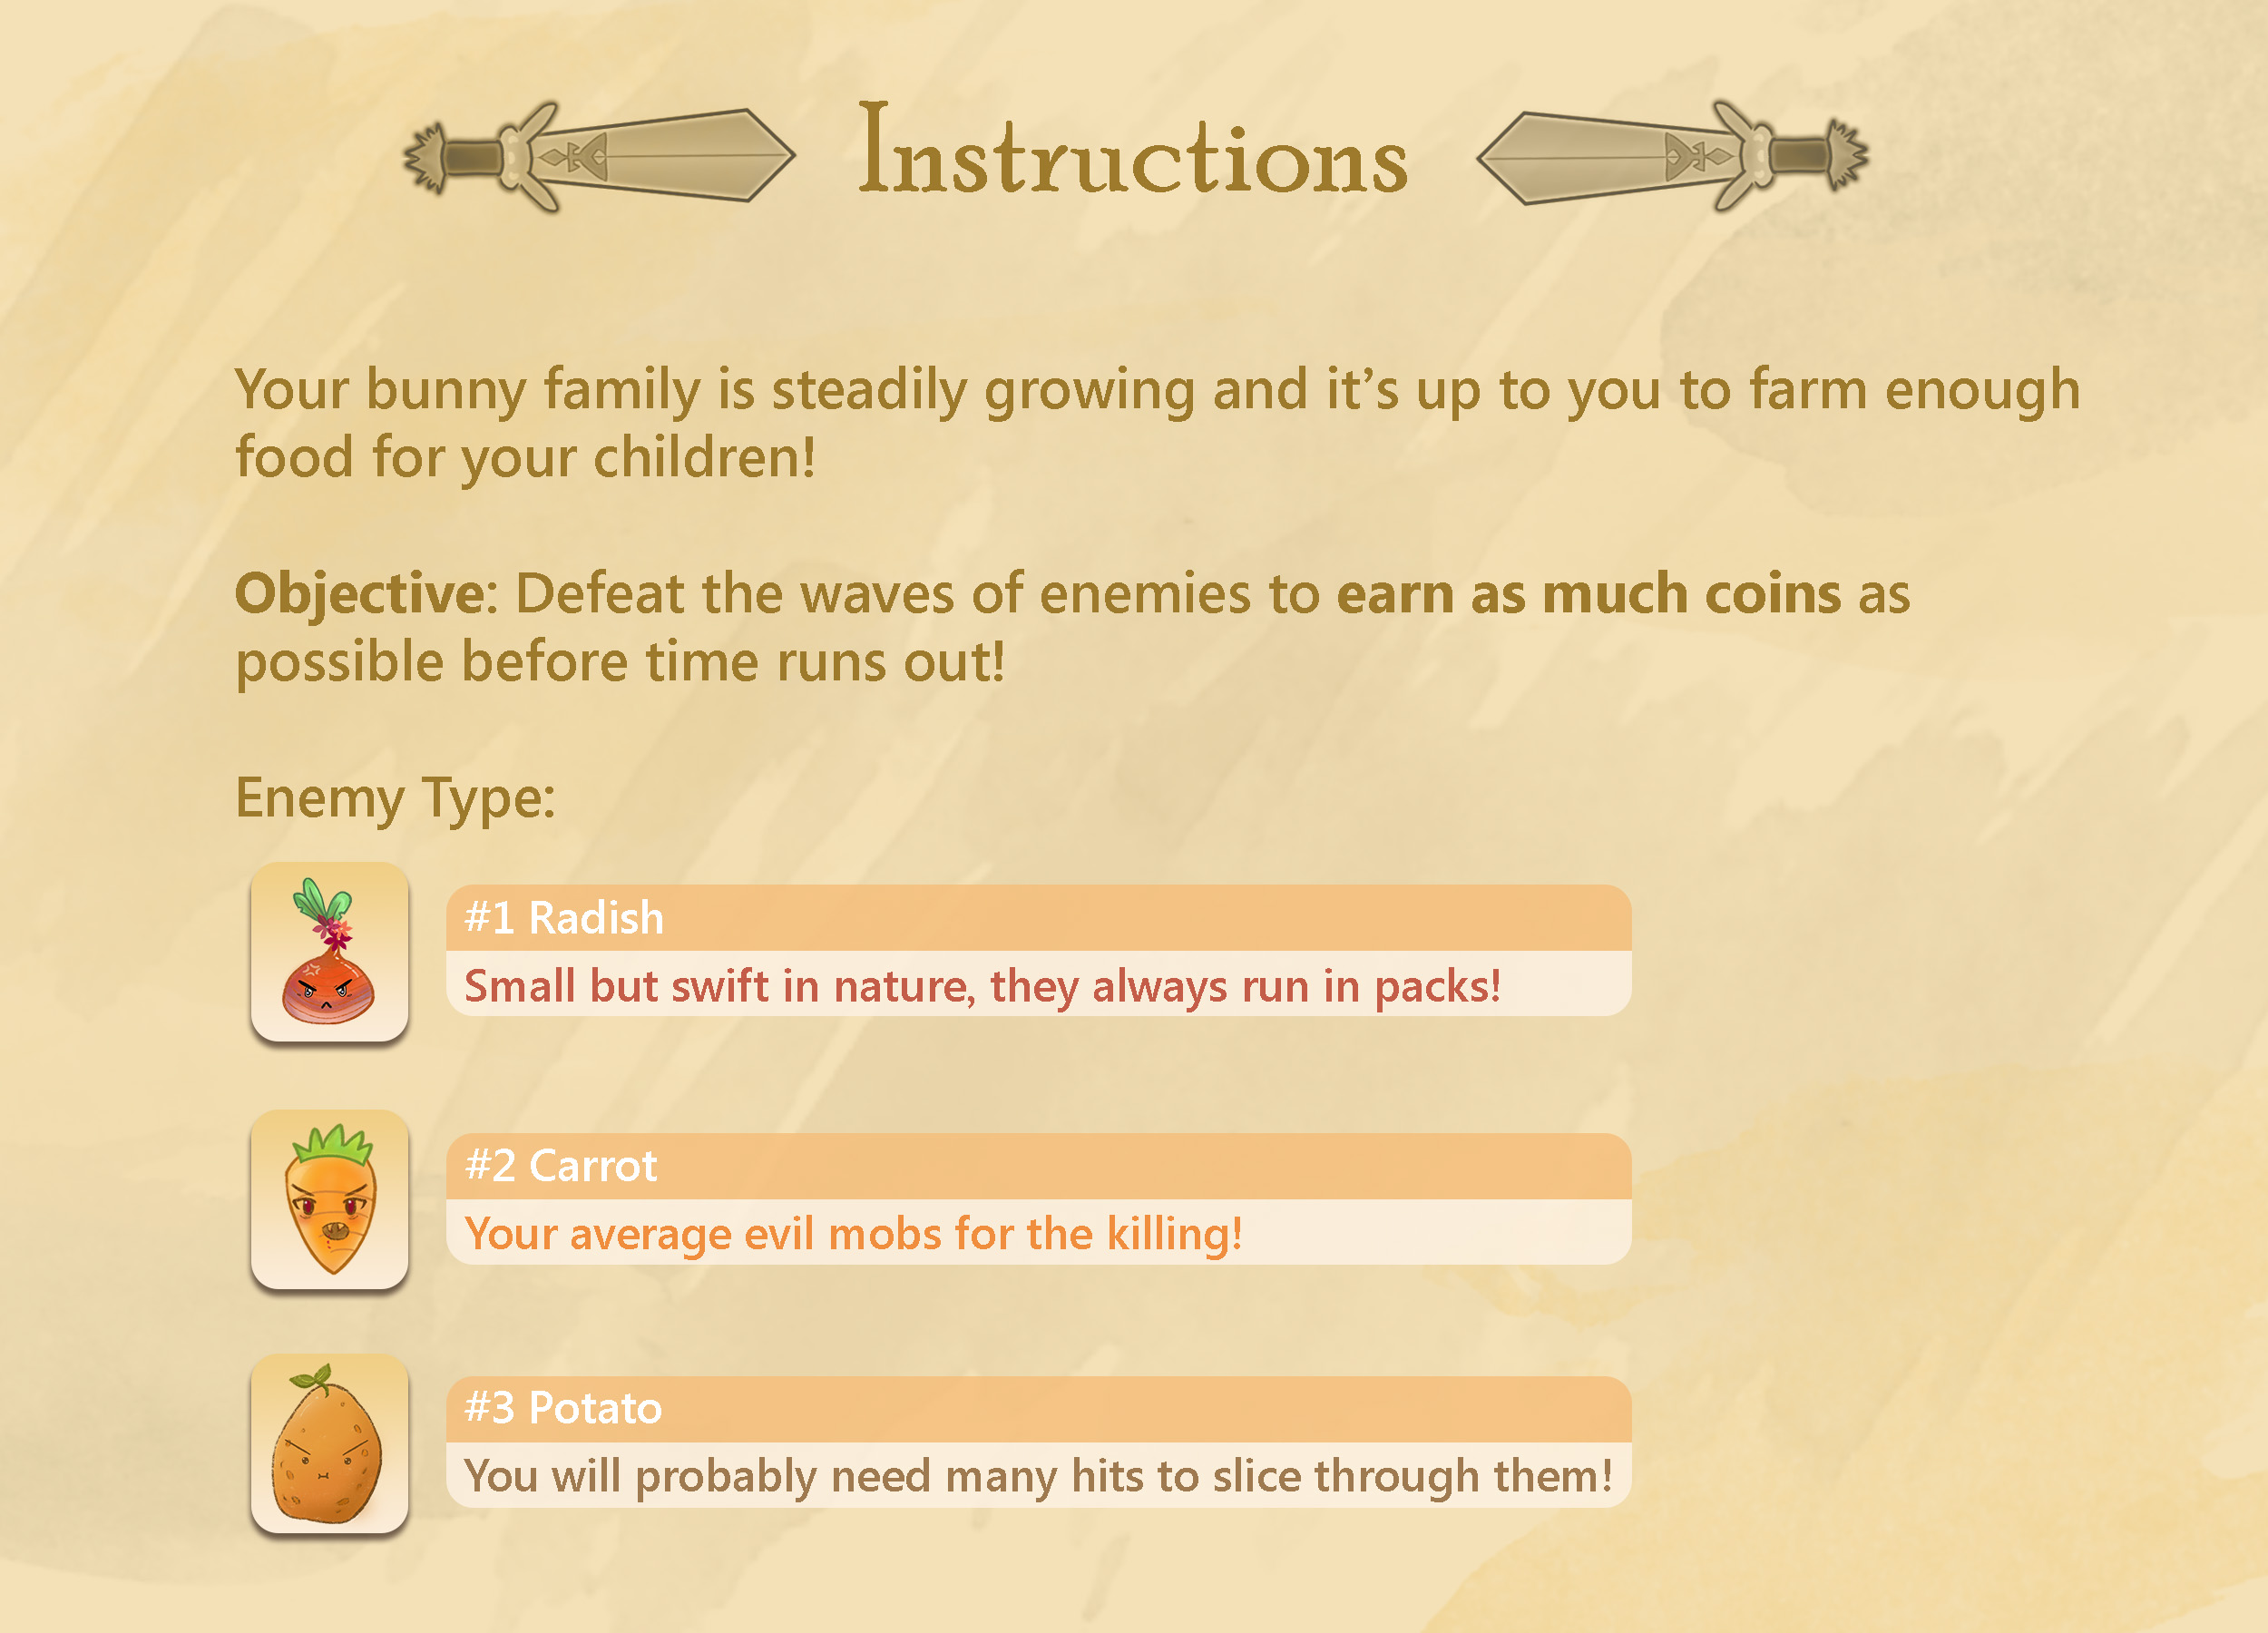 Instructions
Your bunny family is steadily growing and it’s up to you to farm enough
food for your children!
Objective: Defeat the waves of enemies to earn as much coins as
possible before time runs out!
Enemy Type:
#1 Radish
Small but swift in nature, they always run in packs!
#2 Carrot
Your average evil mobs for the killing!
#3 Potato
You will probably need many hits to slice through them!